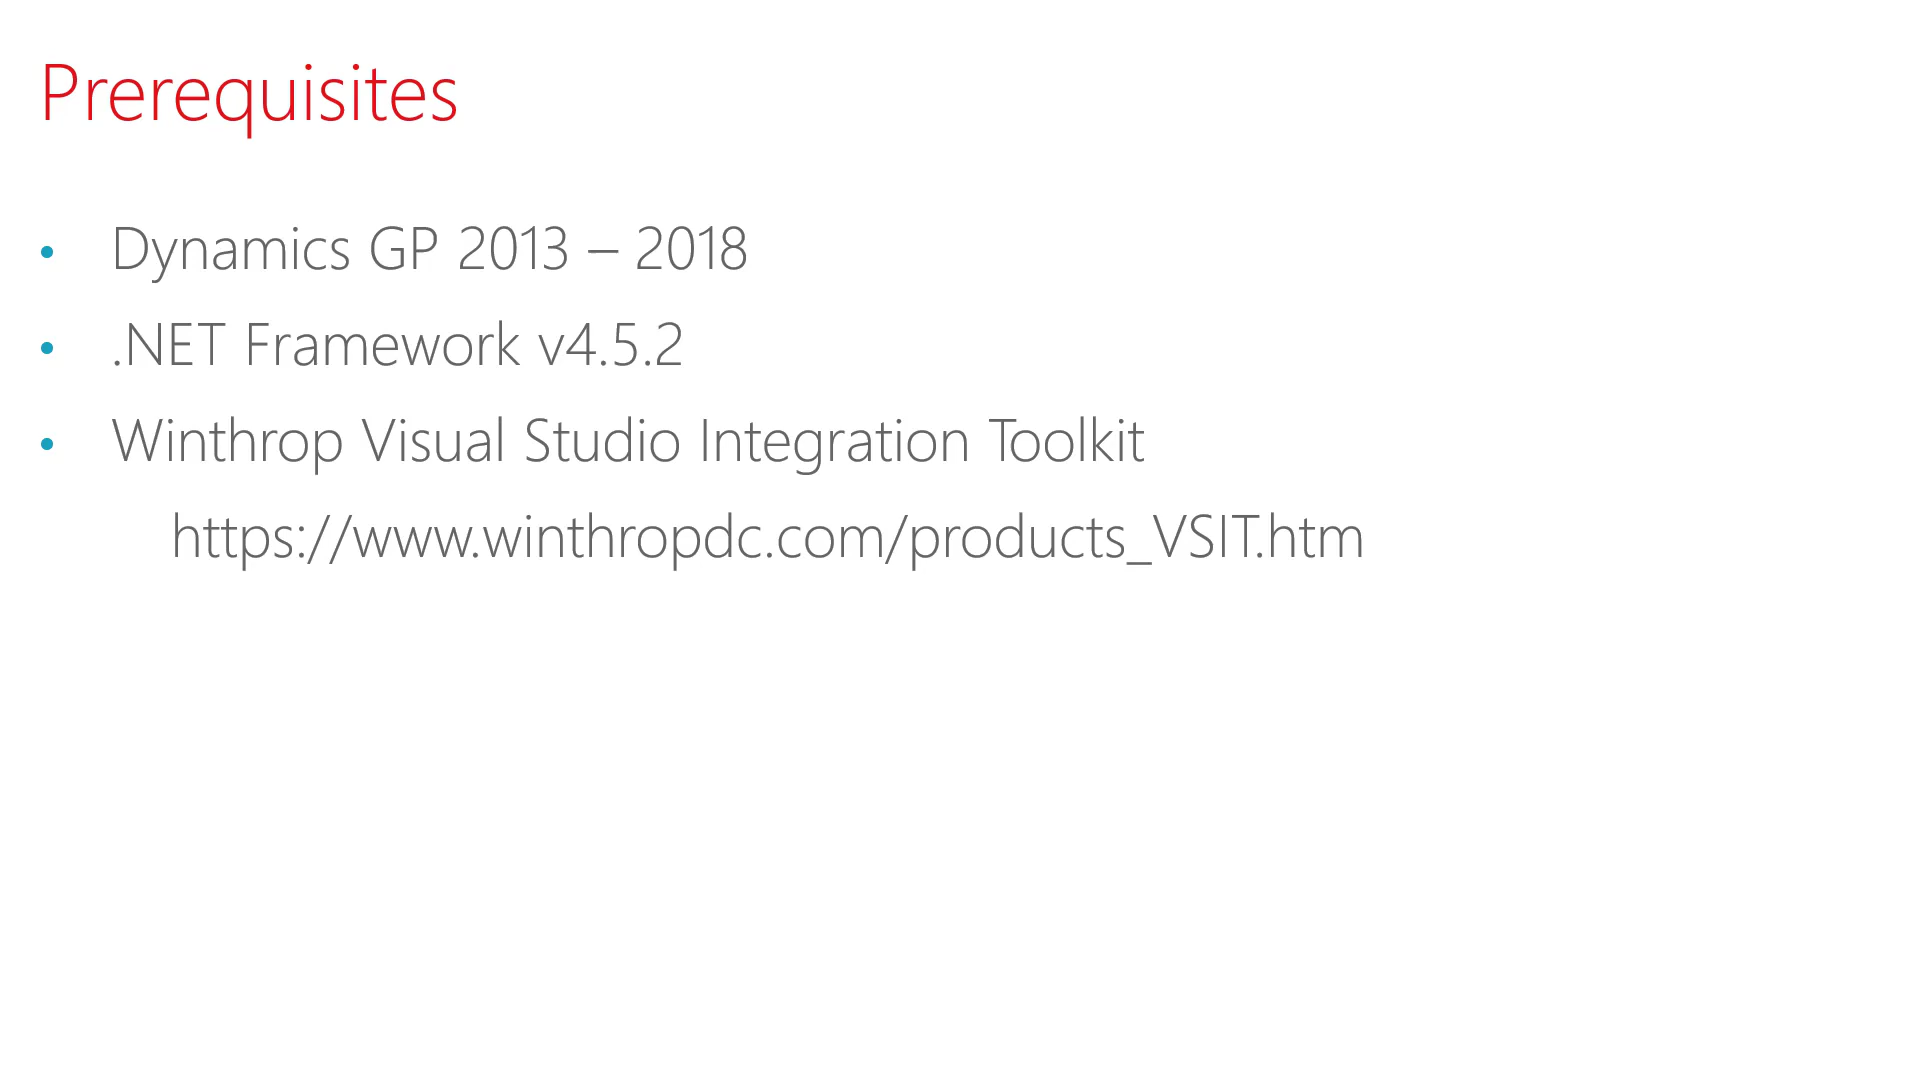 Prerequisites
• Dynamics GP 2013 – 2018
• .NET Framework v4.5.2
• Winthrop Visual Studio Integration Toolkit
https://www.winthropdc.com/products_VSIT.htm